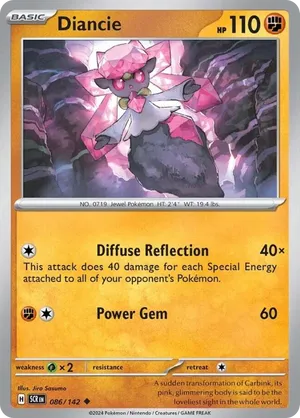 BASIC
Diancie
HP 110
NO. 0719 Jewel Pokémon HT: 2'4" WT: 19.4 lbs.
Diffuse Reflection 40×
This attack does 40 damage for each Special Energy
attached to all of your opponent's Pokémon.
Power Gem 60
weakness ×2 resistance retreat
Illus. Jiro Sasumo
A sudden transformation of Carbink, its
pink, glimmering body is said to be the
loveliest sight in the whole world.
H SCR EN 086/142
©2024 Pokémon / Nintendo / Creatures / GAME FREAK